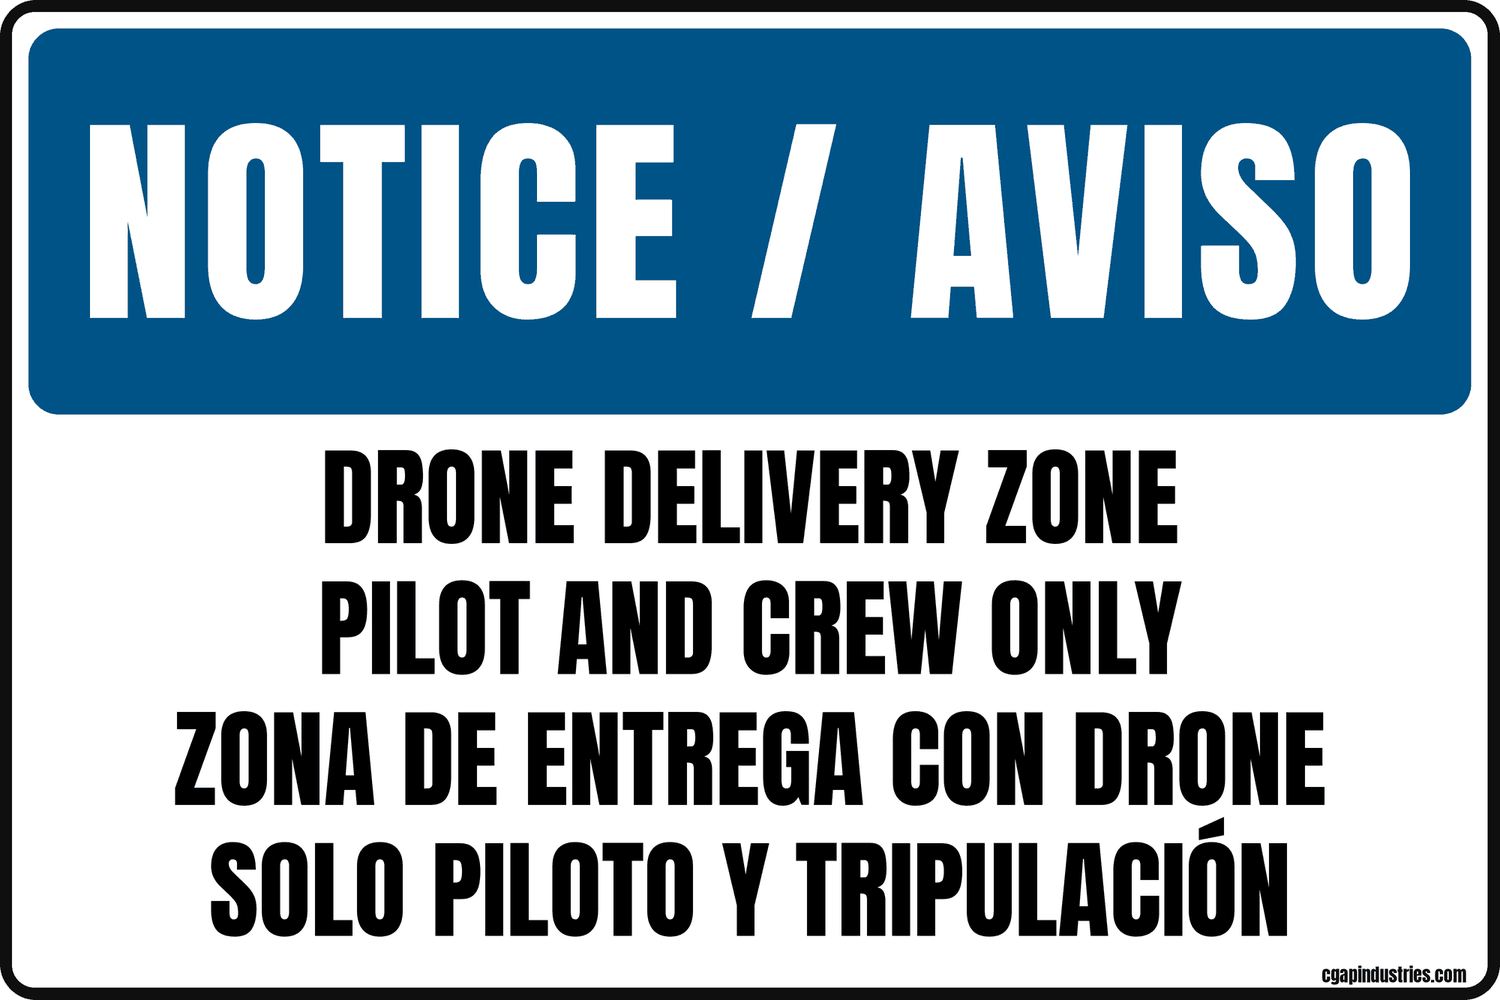 NOTICE / AVISO
DRONE DELIVERY ZONE
PILOT AND CREW ONLY
ZONA DE ENTREGA CON DRONE
SOLO PILOTO Y TRIPULACIÓN
cgapindustries.com